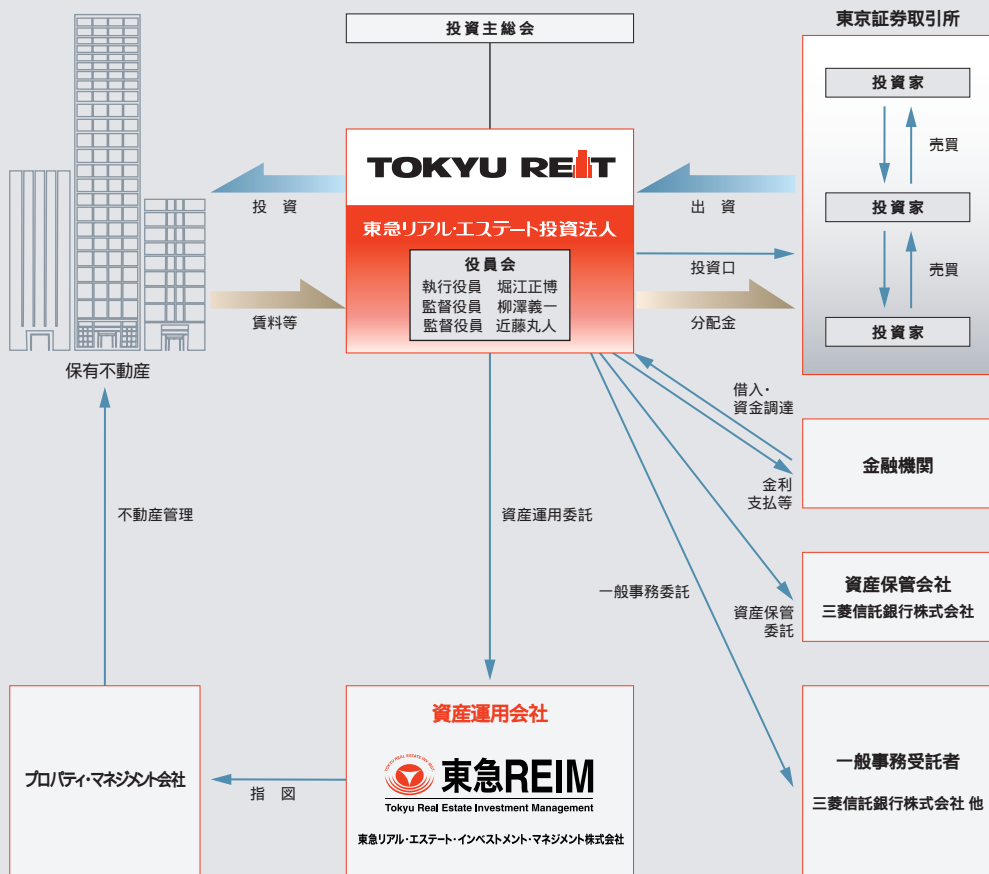 投資主総会
東京証券取引所
投資家
売買
投資家
売買
投資家
TOKYU REIT
東急リアル・エステート投資法人
役員会
執行役員 堀江正博
監督役員 柳澤義一
監督役員 近藤丸人
投 資
賃料等
出 資
投資口
分配金
保有不動産
借入・
資金調達
金融機関
金利
支払等
不動産管理
資産運用委託
一般事務委託
資産保管
委託
資産保管会社
三菱信託銀行株式会社
プロパティ・マネジメント会社
指 図
資産運用会社
TOKYU REAL ESTATE INV MGT
東急REIM
Tokyu Real Estate Investment Management
東急リアル・エステート・インベストメント・マネジメント株式会社
一般事務受託者
三菱信託銀行株式会社 他